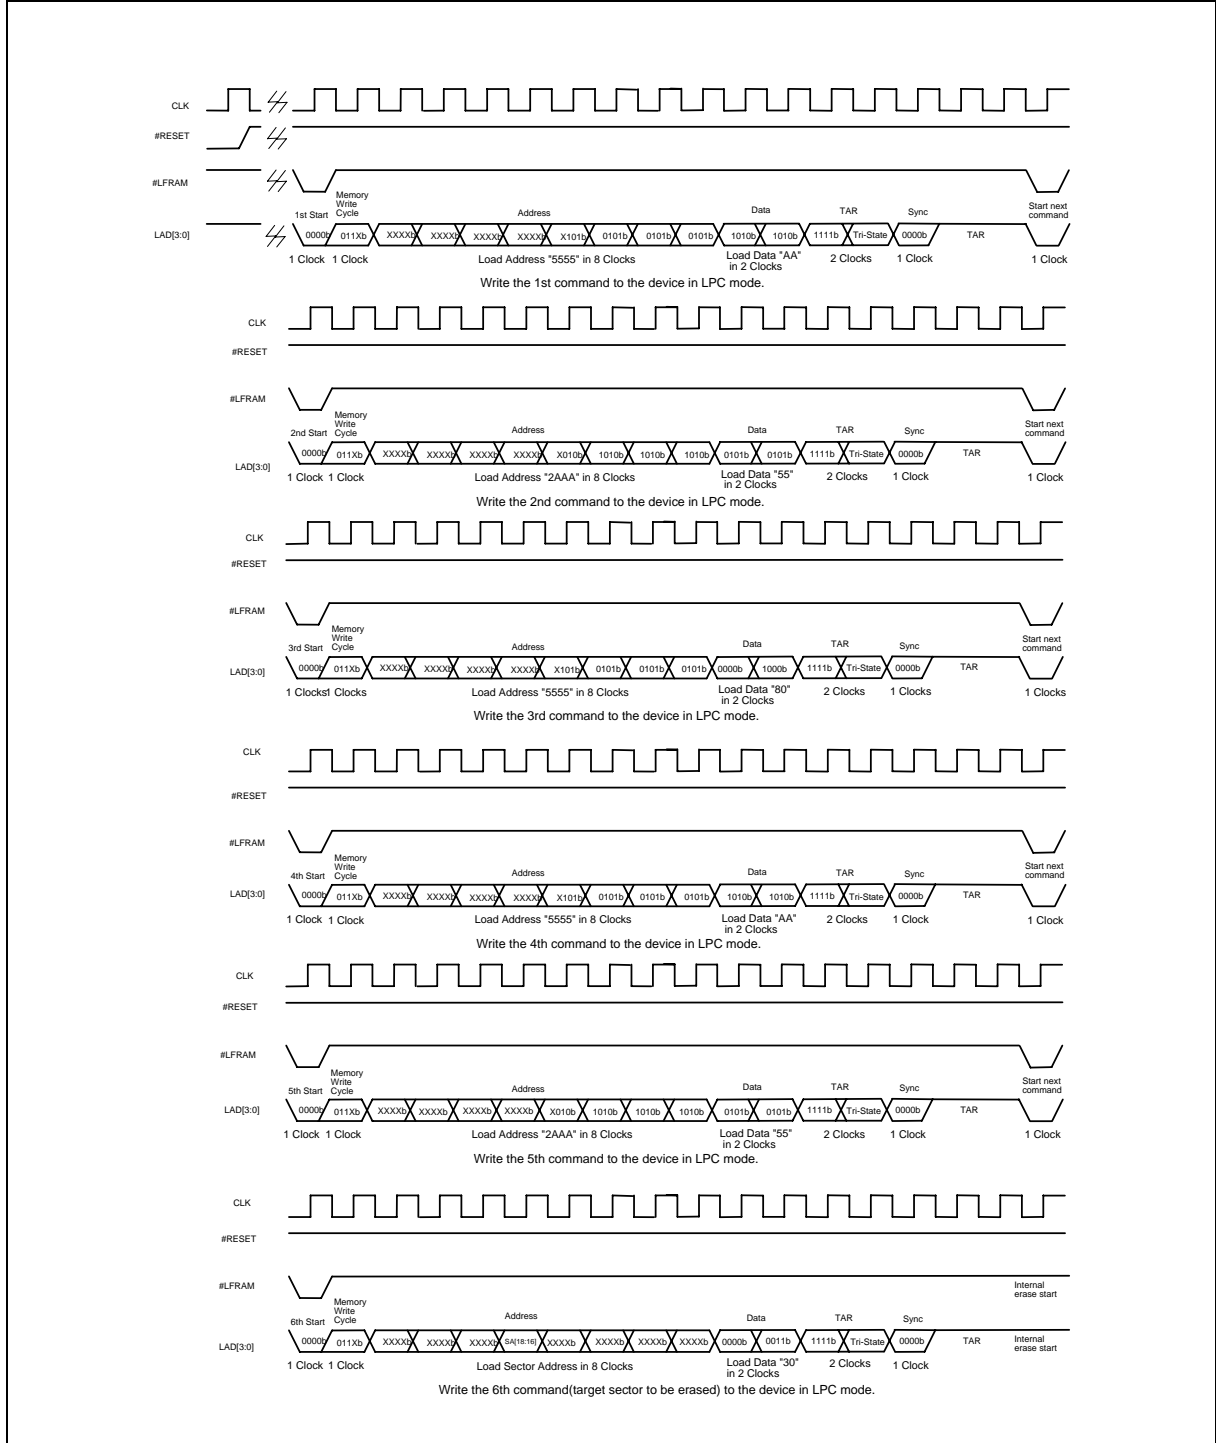 CLK
#RESET
#LFRAM
Memory
Write
Cycle
1st Start
Address
Data
TAR
Sync
Start next
command
LAD[3:0]
0000b 011Xb XXXXb XXXXb XXXXb XXXXb X101b 0101b 0101b 0101b 1010b 1010b 1111b Tri-State 0000b TAR
1 Clock 1 Clock Load Address "5555" in 8 Clocks Load Data "AA"
in 2 Clocks 2 Clocks 1 Clock 1 Clock
Write the 1st command to the device in LPC mode.
CLK
#RESET
#LFRAM
Memory
Write
Cycle
2nd Start
Address
Data
TAR
Sync
Start next
command
LAD[3:0]
0000b 011Xb XXXXb XXXXb XXXXb XXXXb X010b 1010b 1010b 1010b 0101b 0101b 1111b Tri-State 0000b TAR
1 Clock 1 Clock Load Address "2AAA" in 8 Clocks Load Data "55"
in 2 Clocks 2 Clocks 1 Clock 1 Clock
Write the 2nd command to the device in LPC mode.
CLK
#RESET
#LFRAM
Memory
Write
Cycle
3rd Start
Address
Data
TAR
Sync
Start next
command
LAD[3:0]
0000b 011Xb XXXXb XXXXb XXXXb XXXXb X101b 0101b 0101b 0101b 0000b 1000b 1111b Tri-State 0000b TAR
1 Clocks 1 Clocks Load Address "5555" in 8 Clocks Load Data "80"
in 2 Clocks 2 Clocks 1 Clocks 1 Clocks
Write the 3rd command to the device in LPC mode.
CLK
#RESET
#LFRAM
Memory
Write
Cycle
4th Start
Address
Data
TAR
Sync
Start next
command
LAD[3:0]
0000b 011Xb XXXXb XXXXb XXXXb XXXXb X101b 0101b 0101b 0101b 1010b 1010b 1111b Tri-State 0000b TAR
1 Clock 1 Clock Load Address "5555" in 8 Clocks Load Data "AA"
in 2 Clocks 2 Clocks 1 Clock 1 Clock
Write the 4th command to the device in LPC mode.
CLK
#RESET
#LFRAM
Memory
Write
Cycle
5th Start
Address
Data
TAR
Sync
Start next
command
LAD[3:0]
0000b 011Xb XXXXb XXXXb XXXXb XXXXb X010b 1010b 1010b 1010b 0101b 0101b 1111b Tri-State 0000b TAR
1 Clock 1 Clock Load Address "2AAA" in 8 Clocks Load Data "55"
in 2 Clocks 2 Clocks 1 Clock 1 Clock
Write the 5th command to the device in LPC mode.
CLK
#RESET
#LFRAM
Internal
erase start
Memory
Write
Cycle
6th Start
Address
Data
TAR
Sync
LAD[3:0]
0000b 011Xb XXXXb XXXXb XXXXb SA[18:16] XXXXb XXXXb XXXXb XXXXb 0000b 0011b 1111b Tri-State 0000b TAR
Internal
erase start
1 Clock 1 Clock Load Sector Address in 8 Clocks Load Data "30"
in 2 Clocks 2 Clocks 1 Clock
Write the 6th command(target sector to be erased) to the device in LPC mode.